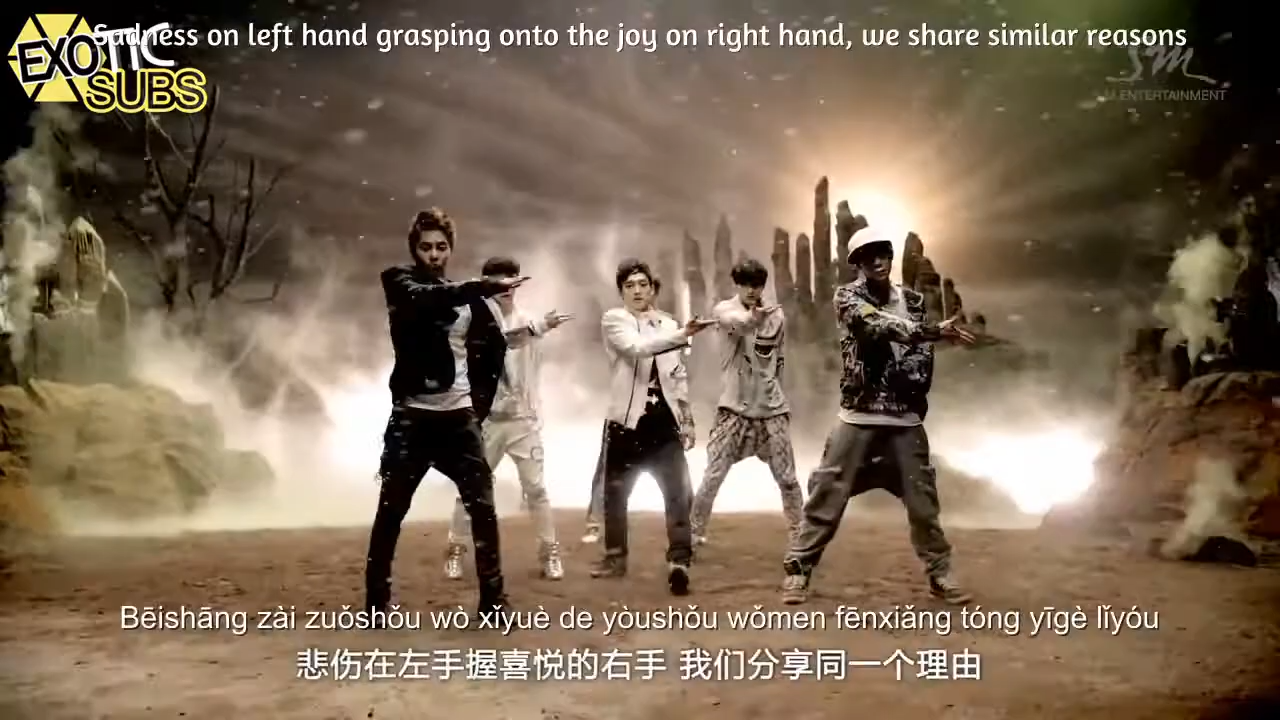 Sadness on left hand grasping onto the joy on right hand, we share similar reasons
EXOTIC
SUBS
SM
S.M.ENTERTAINMENT
Bēishāng zài zuǒshǒu wò xǐyuè de yòushǒu wǒmen fēnxiǎng tóng yīgè lǐyóu
悲伤在左手握喜悦的右手 我们分享同一个理由